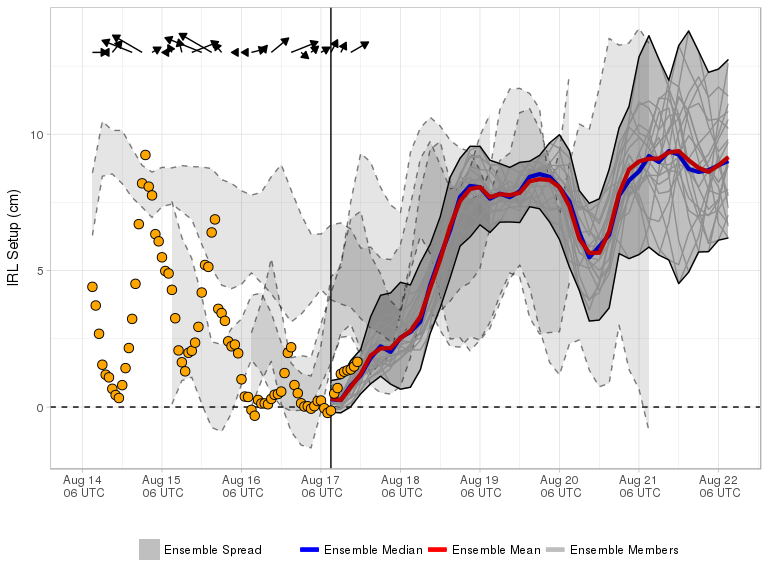 IRL Setup (cm)
10
5
0
Aug 14 Aug 15 Aug 16 Aug 17 Aug 18 Aug 19 Aug 20 Aug 21 Aug 22
06 UTC 06 UTC 06 UTC 06 UTC 06 UTC 06 UTC 06 UTC 06 UTC 06 UTC
Ensemble Spread Ensemble Median Ensemble Mean Ensemble Members